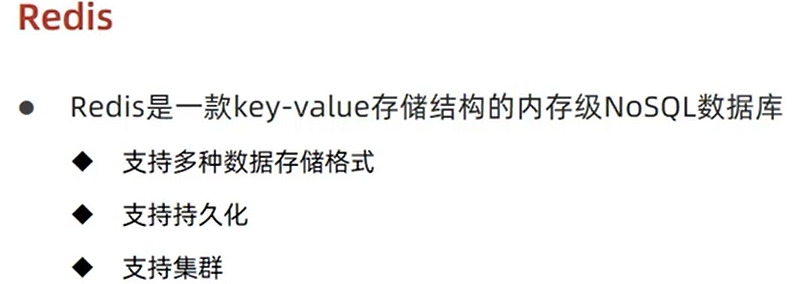 Redis
Redis是一款key-value存储结构的内存级NoSQL数据库
支持多种数据存储格式
支持持久化
支持集群